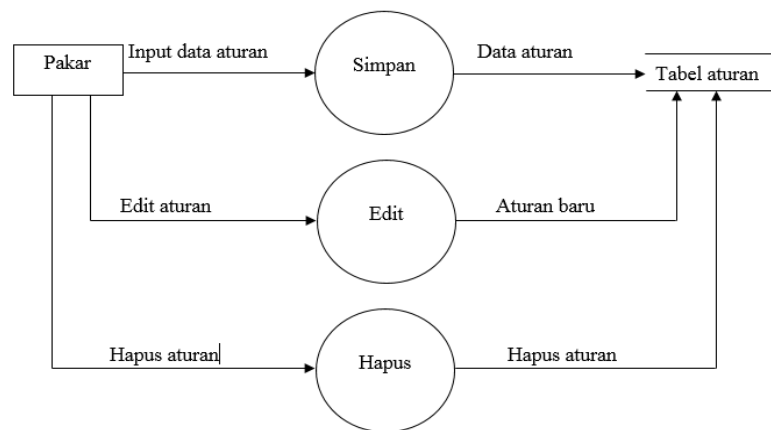 Pakar
Input data aturan
Simpan
Data aturan
Tabel aturan
Edit aturan
Edit
Aturan baru
Hapus aturan
Hapus
Hapus aturan